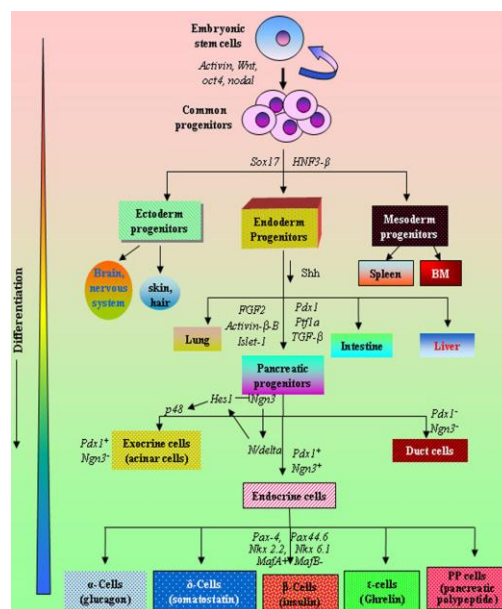 Embryonic
stem cells
Activin, Wnt,
oct4, nodal
Common
progenitors
Sox17 HNF3-β
Ectoderm
progenitors
Endoderm
Progenitors
Mesoderm
progenitors
Brain,
nervous
system
skin,
hair
Shh
Spleen
BM
Differentiation
FGF2
Activin-β-B
Islet-1
Pdx1
Ptf1a
TGF-β
Lung
Intestine
Liver
Pancreatic
progenitors
p48
Hes1
Ngn3
Pdx1⁻
Ngn3⁻
Pdx1⁺
Ngn3⁻
Exocrine cells
(acinar cells)
N/delta
Pdx1⁺
Ngn3⁺
Duct cells
Endocrine cells
Pax-4, Pax44.6
Nkx 2.2, Nkx 6.1
MafA+ MafB-
α-Cells
(glucagon)
δ-Cells
(somatostatin)
β-Cells
(insulin)
ε-cells
(Ghrelin)
PP cells
(pancreatic
polypeptide)